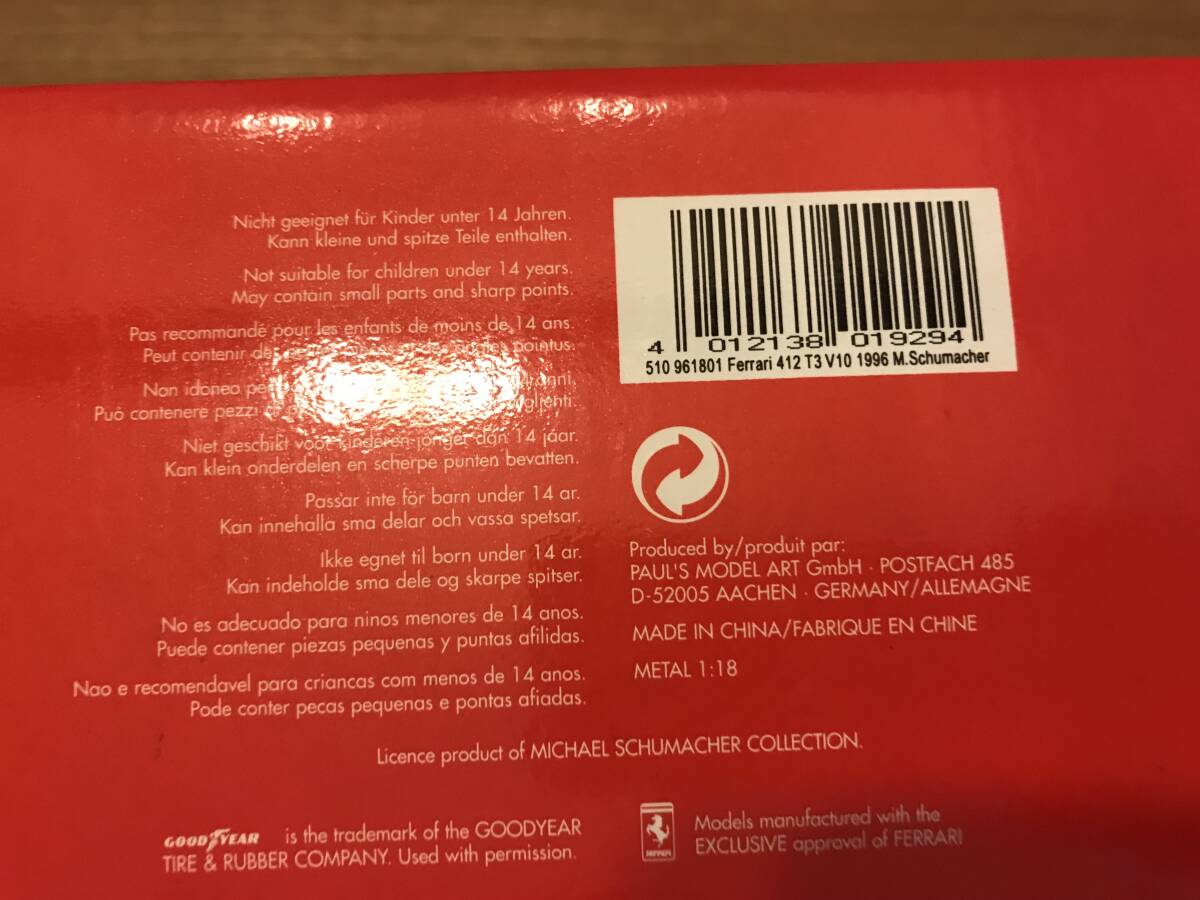 Nicht geeignet für Kinder unter 14 Jahren.
Kann kleine und spitze Teile enthalten.
Not suitable for children under 14 years.
May contain small parts and sharp points.
Pas recommandé pour les enfants de moins de 14 ans.
Peut contenir des pointus.
Non idoneo anni.
Può contenere pezzi
Niet geschikt voor kinderen jonger dan 14 jaar.
Kan klein onderdelen en scherpe punten bevatten.
Passar inte för barn under 14 ar.
Kan innehalla sma delar och vassa spetsar.
Ikke egnet til born under 14 ar.
Kan indeholde sma dele og skarpe spitser.
No es adecuado para ninos menores de 14 anos.
Puede contener piezas pequenas y puntas afilidas.
Nao e recomendavel para criancas com menos de 14 anos.
Pode conter pecas pequenas e pontas afiadas.
4 012138 019294
510 961801 Ferrari 412 T3 V10 1996 M.Schumacher
Produced by/produit par:
PAUL'S MODEL ART GmbH · POSTFACH 485
D-52005 AACHEN · GERMANY/ALLEMAGNE
MADE IN CHINA/FABRIQUE EN CHINE
METAL 1:18
Licence product of MICHAEL SCHUMACHER COLLECTION.
GOODYEAR is the trademark of the GOODYEAR
TIRE & RUBBER COMPANY. Used with permission.
FERRARI
Models manufactured with the
EXCLUSIVE approval of FERRARI